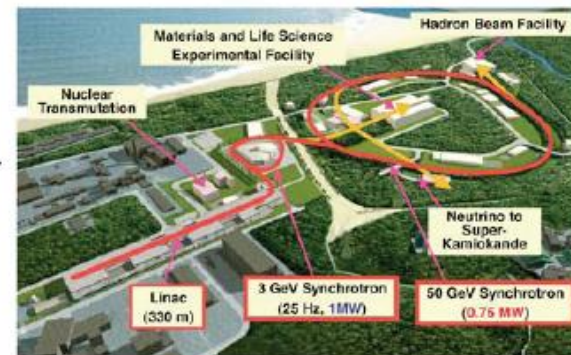 Hadron Beam Facility
Materials and Life Science
Experimental Facility
Nuclear
Transmutation
Neutrino to
Super-
Kamiokande
Linac
(330 m)
3 GeV Synchrotron
(25 Hz, 1MW)
50 GeV Synchrotron
(0.75 MW)